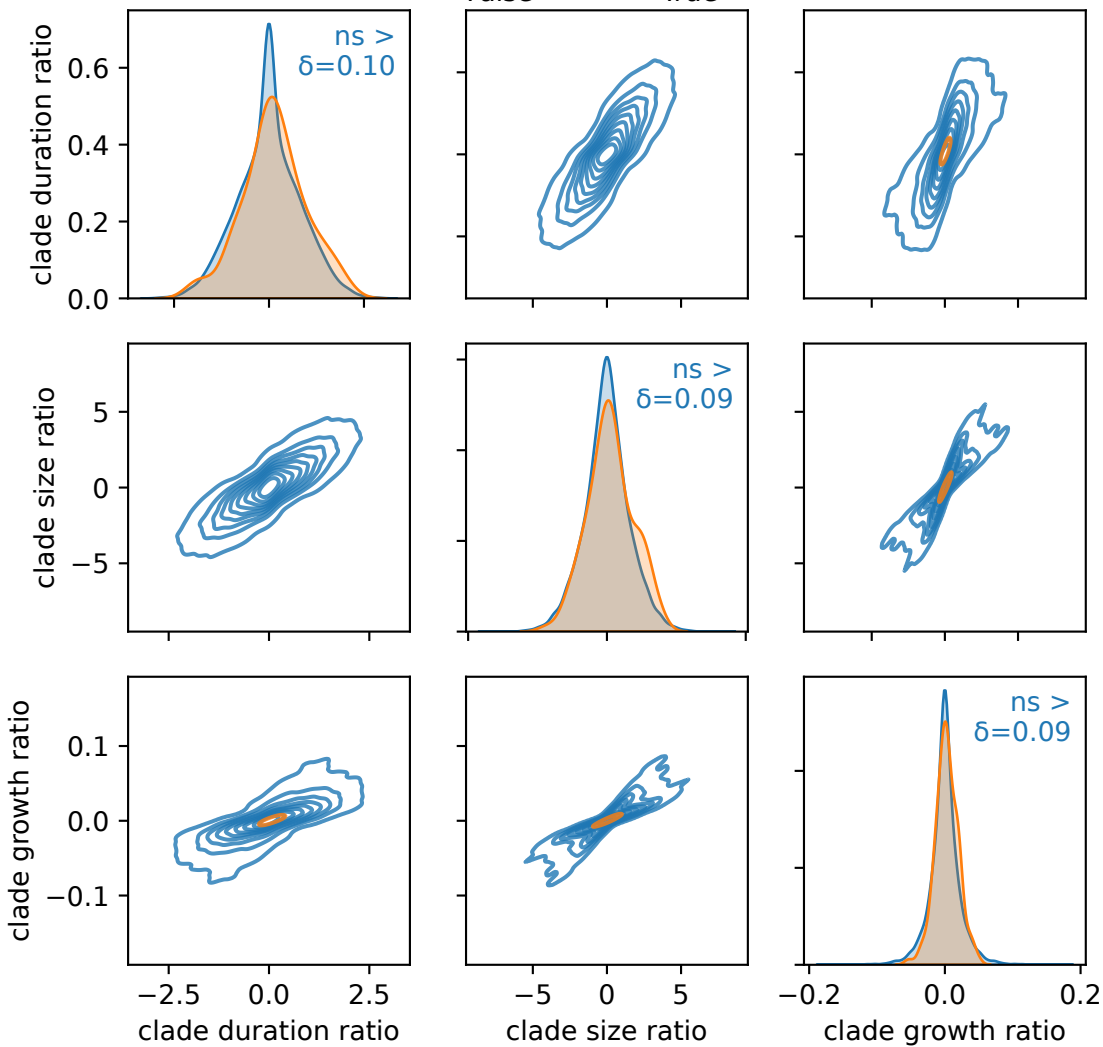 False True
clade duration ratio
0.6
0.4
0.2
0.0
ns >
δ=0.10
clade size ratio
5
0
−5
ns >
δ=0.09
clade growth ratio
0.1
0.0
−0.1
ns >
δ=0.09
−2.5 0.0 2.5
−5 0 5
−0.2 0.0 0.2
clade duration ratio
clade size ratio
clade growth ratio